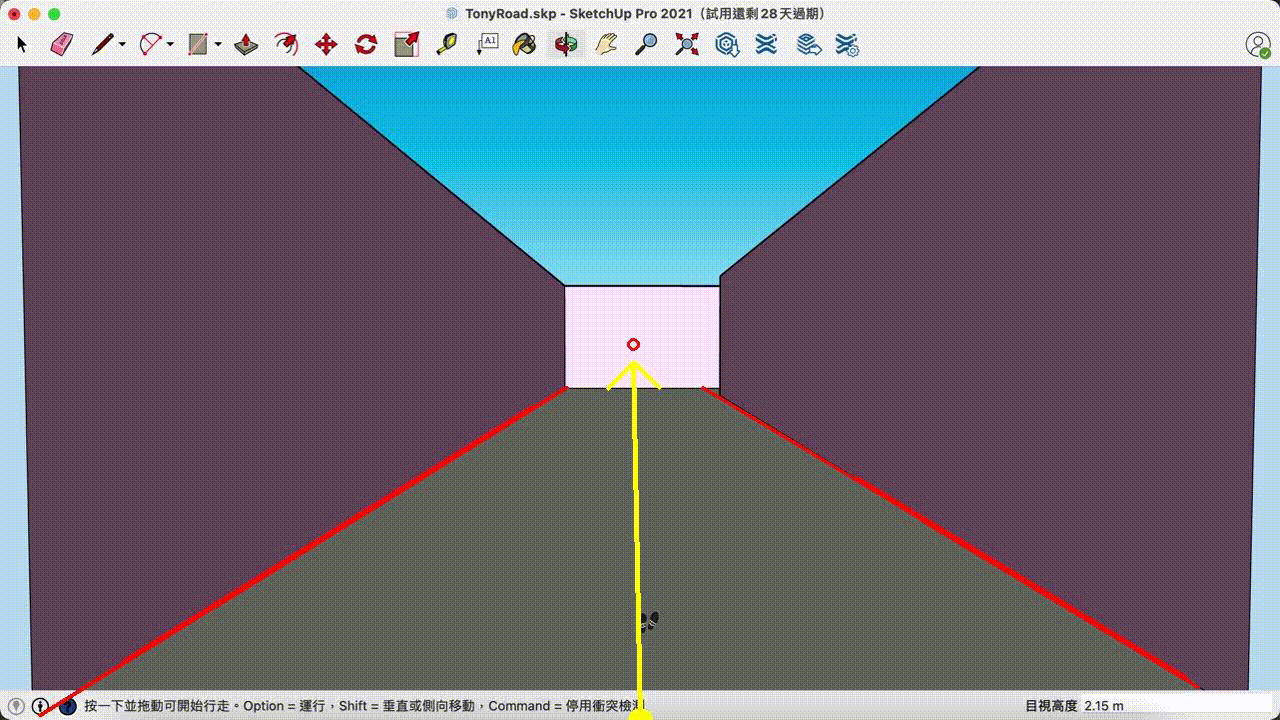 TonyRoad.skp - SketchUp Pro 2021（試用還剩28天過期）
A1
按一下並拖動可開始行走。Option = 運行，Shift = 垂直或側向移動，Command = 停用衝突檢測
目視高度 2.15 m